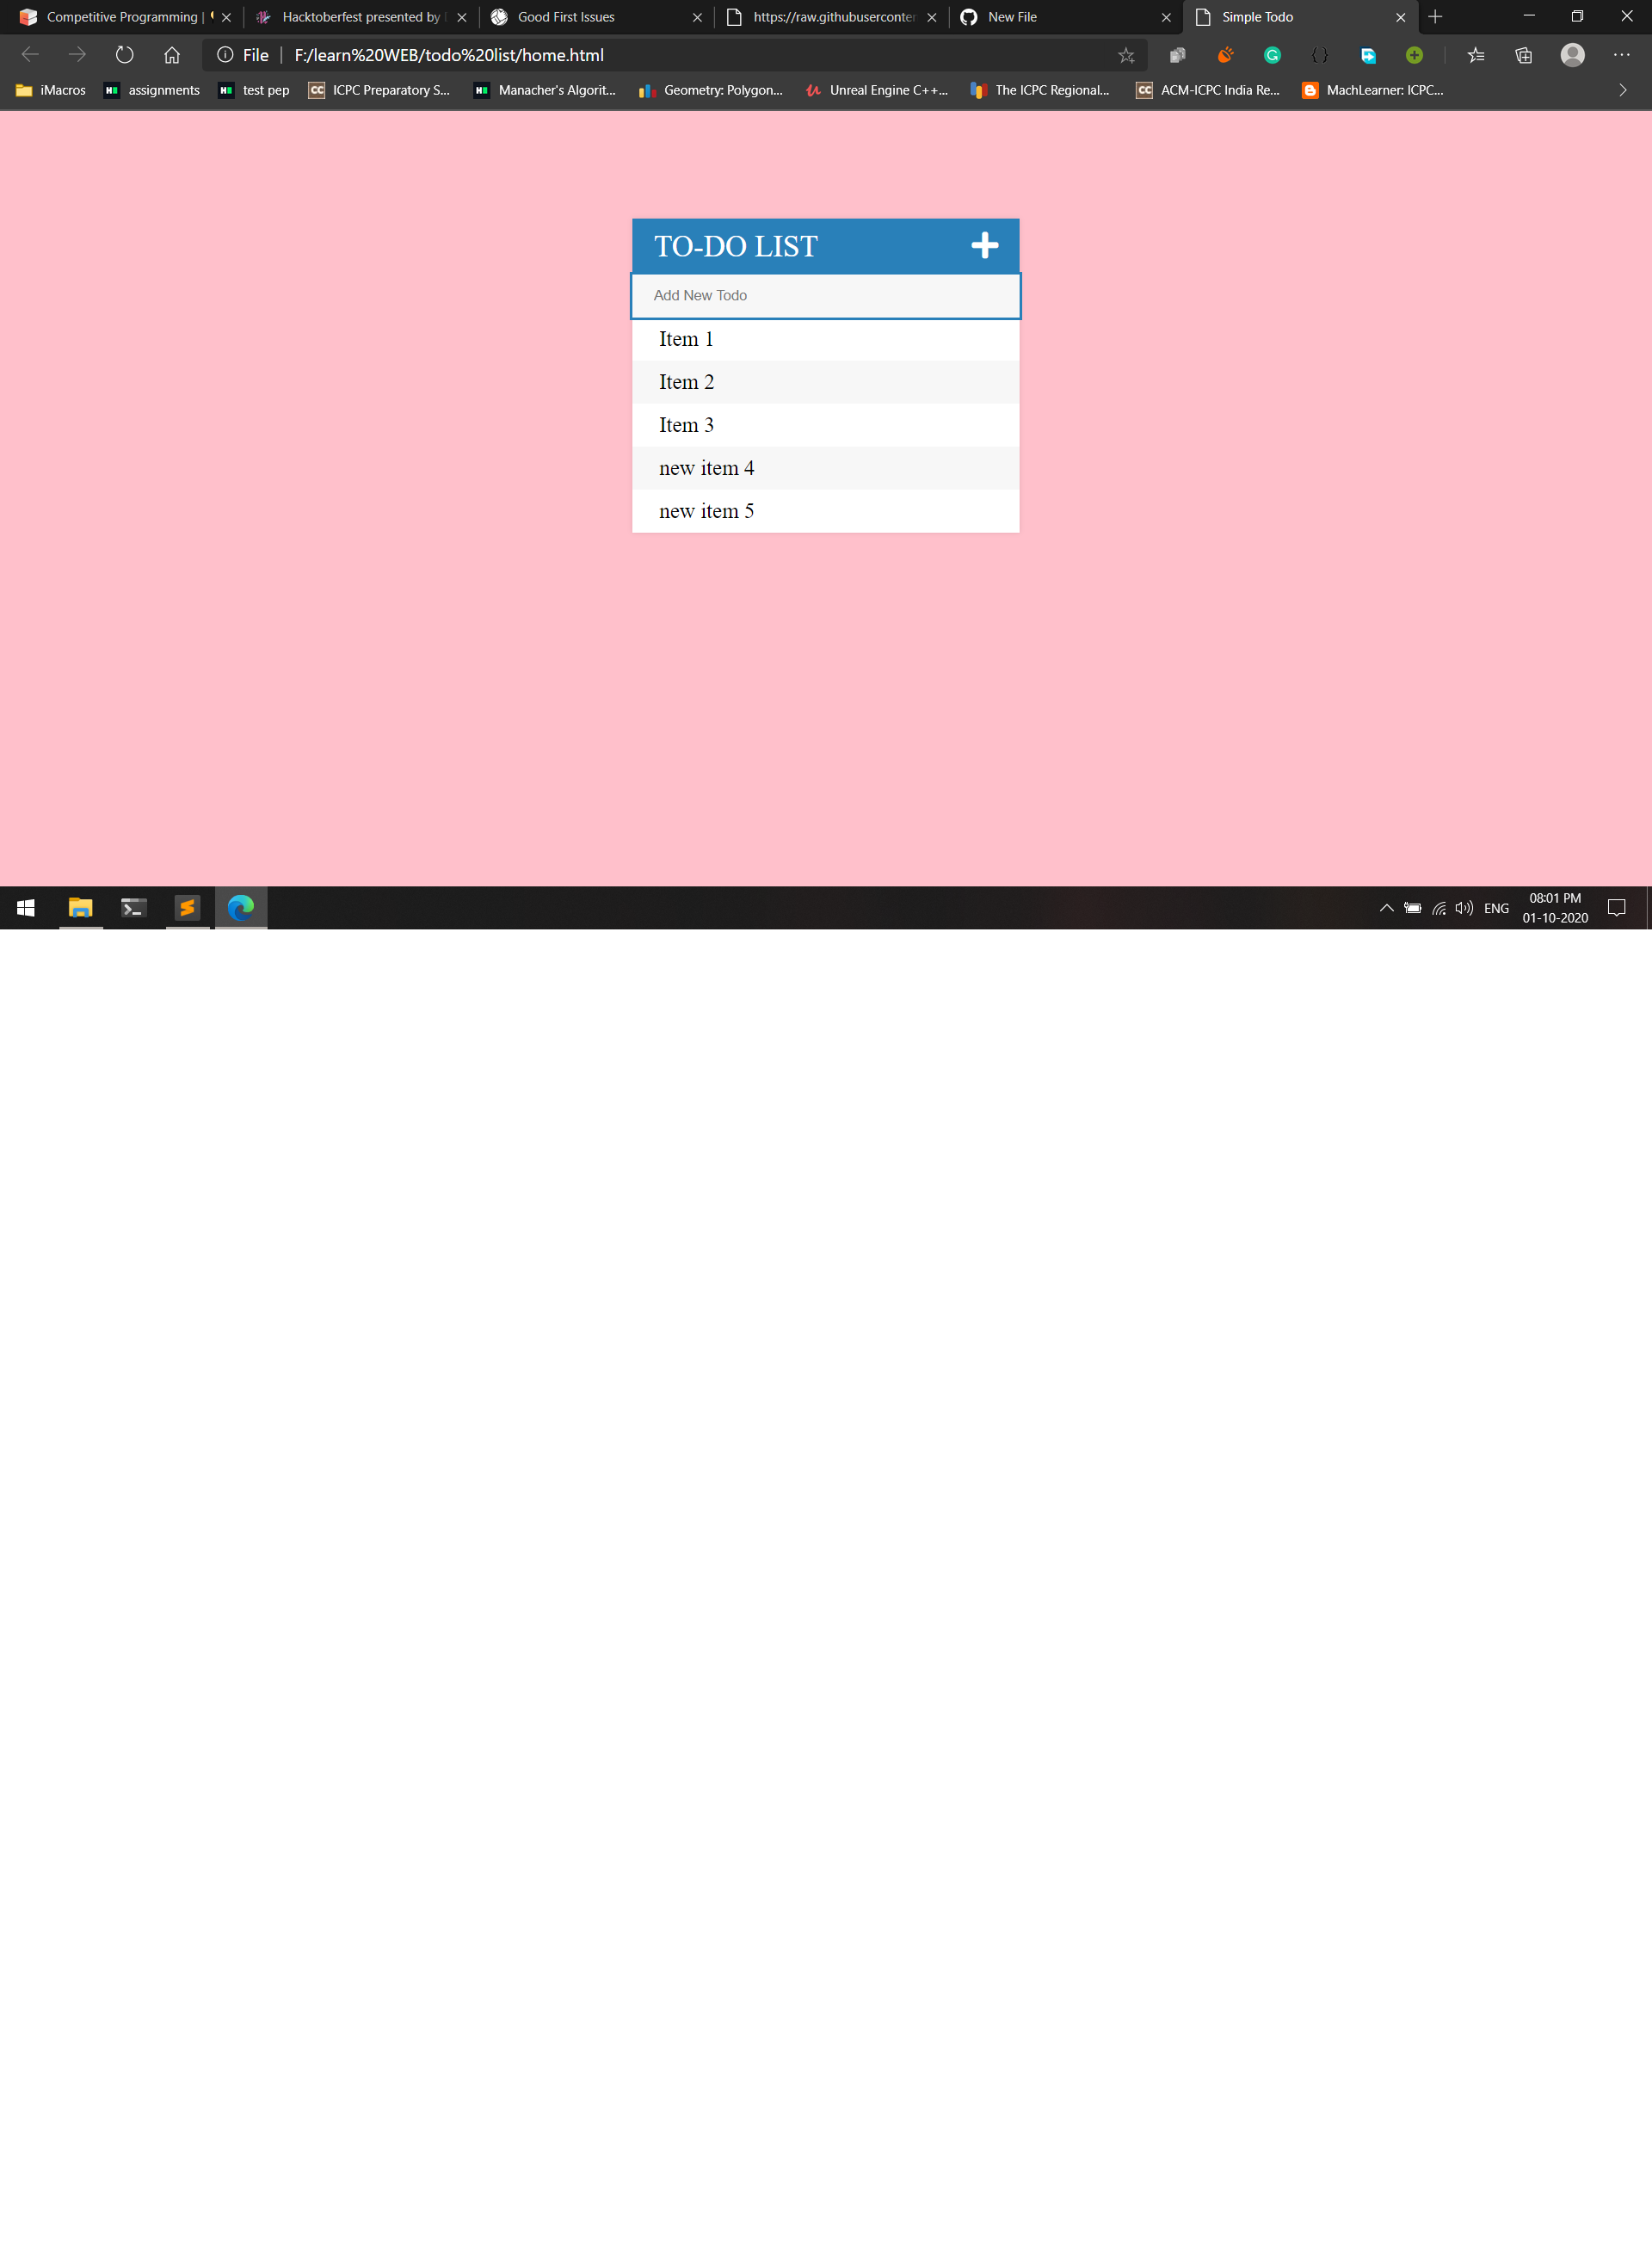 Competitive Programming |
Hacktoberfest presented by
Good First Issues
https://raw.githubuserconter
New File
Simple Todo
File
F:/learn%20WEB/todo%20list/home.html
iMacros
assignments
test pep
ICPC Preparatory S...
Manacher's Algorit...
Geometry: Polygon...
Unreal Engine C++...
The ICPC Regional...
ACM-ICPC India Re...
MachLearner: ICPC...
TO-DO LIST
Add New Todo
Item 1
Item 2
Item 3
new item 4
new item 5
ENG
08:01 PM
01-10-2020